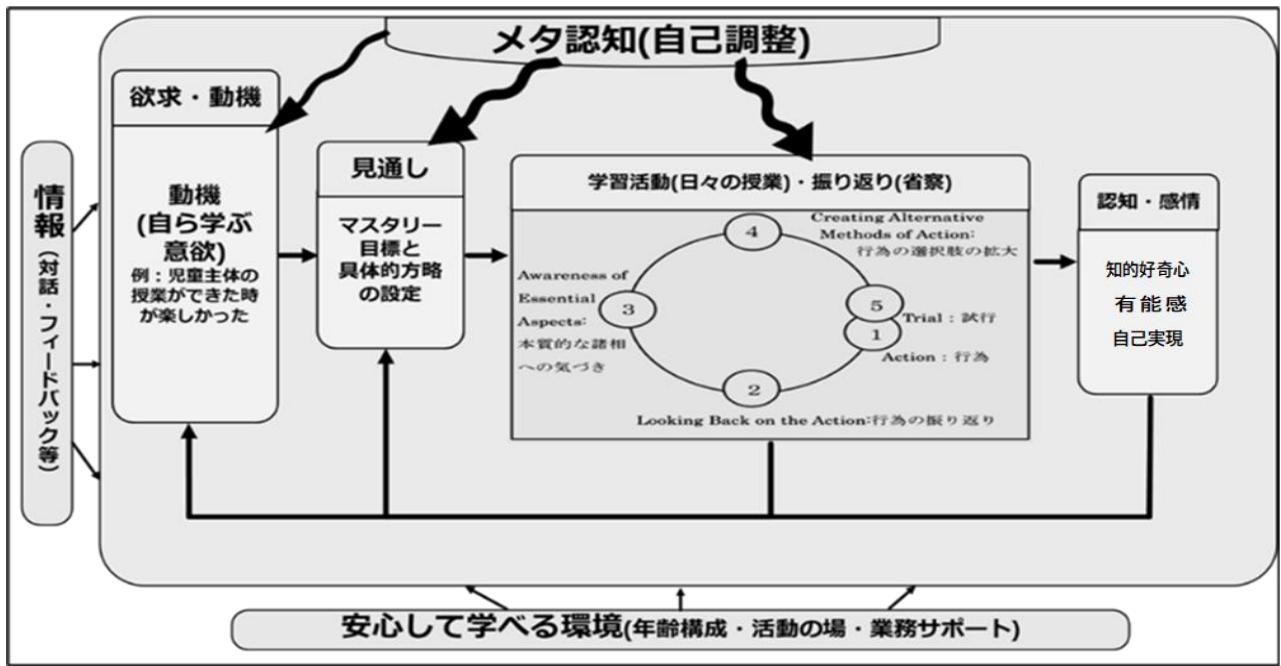 メタ認知(自己調整)
情報(対話・フィードバック等)
欲求・動機
動機
(自ら学ぶ
意欲)
例：児童主体の
授業ができた時
が楽しかった
見通し
マスタリー
目標と
具体的方略
の設定
学習活動(日々の授業)・振り返り(省察)
4
Creating Alternative
Methods of Action:
行為の選択肢の拡大
Awareness of
Essential
Aspects:
本質的な諸相
への気づき
3
5
Trial：試行
1
Action：行為
2
Looking Back on the Action:行為の振り返り
認知・感情
知的好奇心
有能感
自己実現
安心して学べる環境(年齢構成・活動の場・業務サポート)